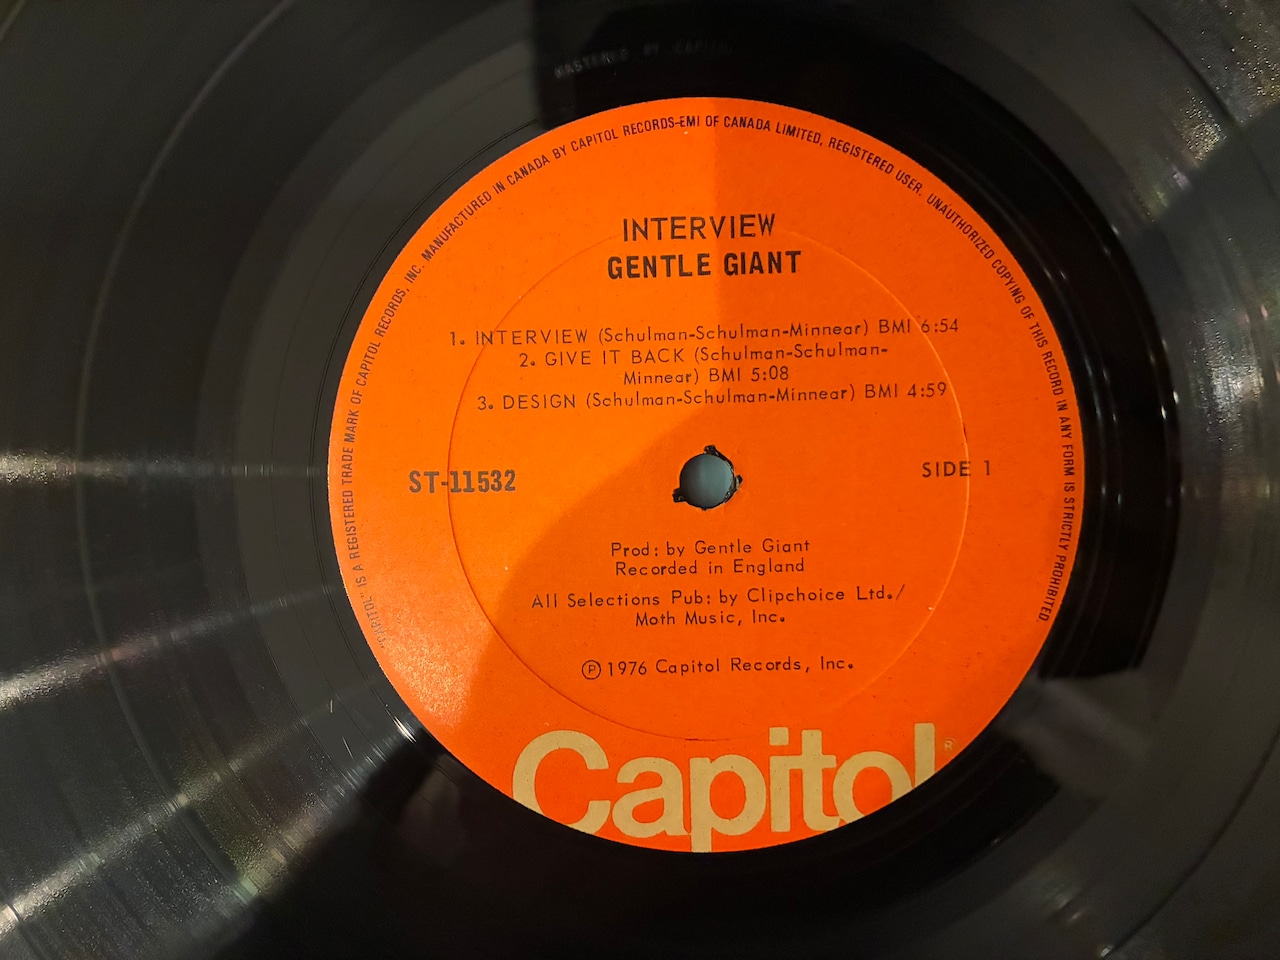 MASTERED BY CAPITOL
"CAPITOL" IS A REGISTERED TRADE MARK OF CAPITOL RECORDS, INC. MANUFACTURED IN CANADA BY CAPITOL RECORDS-EMI OF CANADA LIMITED, REGISTERED USER. UNAUTHORIZED COPYING OF THIS RECORD IN ANY FORM IS STRICTLY PROHIBITED.
INTERVIEW
GENTLE GIANT
1. INTERVIEW (Schulman-Schulman-Minnear) BMI 6:54
2. GIVE IT BACK (Schulman-Schulman-
Minnear) BMI 5:08
3. DESIGN (Schulman-Schulman-Minnear) BMI 4:59
ST-11532
SIDE 1
Prod: by Gentle Giant
Recorded in England
All Selections Pub: by Clipchoice Ltd./
Moth Music, Inc.
Ⓟ 1976 Capitol Records, Inc.
Capitol®